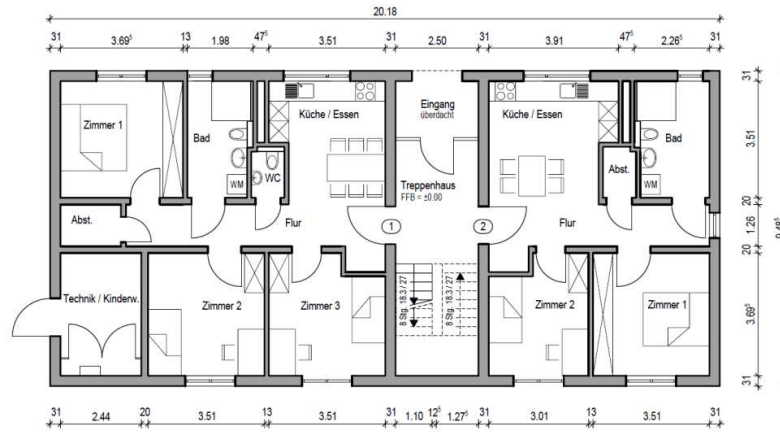 20.18
31 3.69⁵ 13 1.98 47⁵ 3.51 31 2.50 31 3.91 47⁵ 2.26⁵ 31
Zimmer 1
Bad
WM
Küche / Essen
WC
Abst.
Flur
Eingang
überdacht
Treppenhaus
FFB = ±0.00
1
2
Küche / Essen
Abst.
Bad
WM
Flur
Technik / Kinderw.
Zimmer 2
Zimmer 3
8 Stg. 18.3 / 27
8 Stg. 18.3 / 27
Zimmer 2
Zimmer 1
31
3.51
20
1.26
20
3.69⁵
31
9.49⁵
31 2.44 20 3.51 13 3.51 31 1.10 12⁵ 1.27⁵ 31 3.01 13 3.51 31